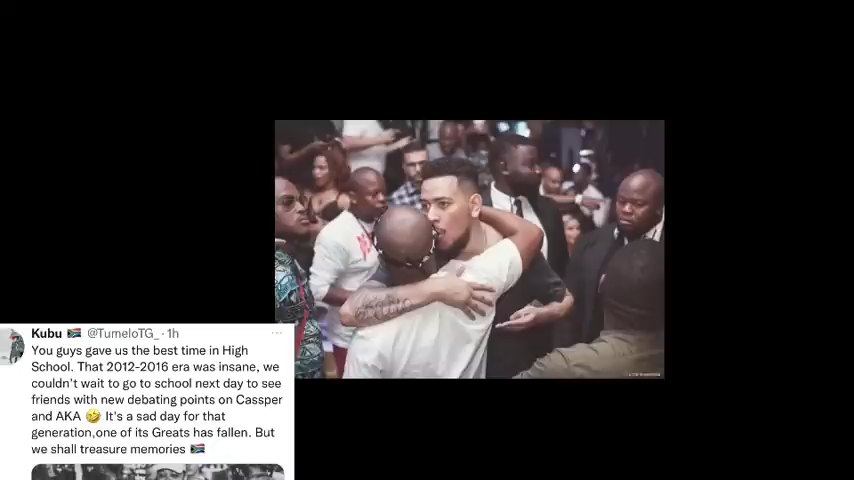 Kubu 🇿🇦 @TumeloTG_ · 1h
You guys gave us the best time in High
School. That 2012-2016 era was insane, we
couldn't wait to go to school next day to see
friends with new debating points on Cassper
and AKA 🤣 It's a sad day for that
generation,one of its Greats has fallen. But
we shall treasure memories 🇿🇦